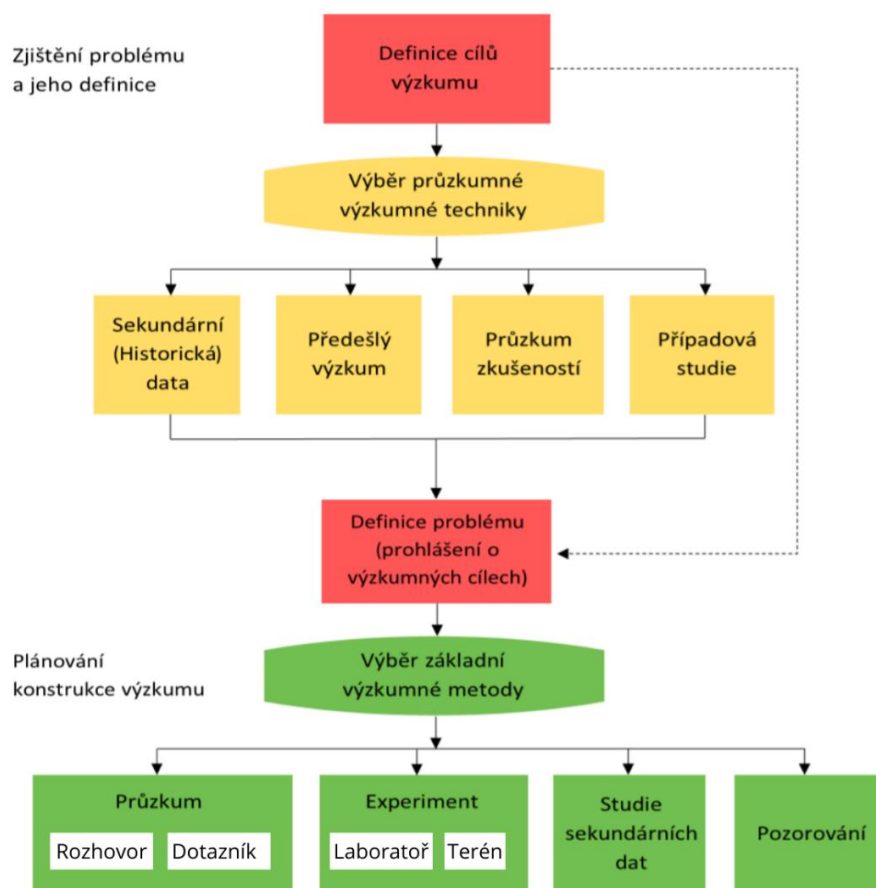 Zjištění problému
a jeho definice
Definice cílů
výzkumu
Výběr průzkumné
výzkumné techniky
Sekundární
(Historická)
data
Předešlý
výzkum
Průzkum
zkušeností
Případová
studie
Definice problému
(prohlášení o
výzkumných cílech)
Plánování
konstrukce výzkumu
Výběr základní
výzkumné metody
Průzkum
Rozhovor
Dotazník
Experiment
Laboratoř
Terén
Studie
sekundárních
dat
Pozorování